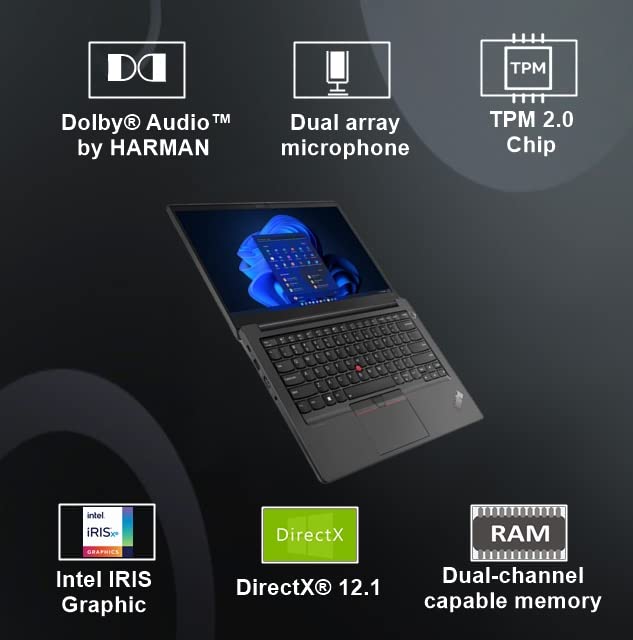 TPM
Dolby® Audio™
by HARMAN
Dual array
microphone
TPM 2.0
Chip
intel
iRIS Xe
GRAPHICS
DirectX
RAM
Intel IRIS
Graphic
DirectX® 12.1
Dual-channel
capable memory